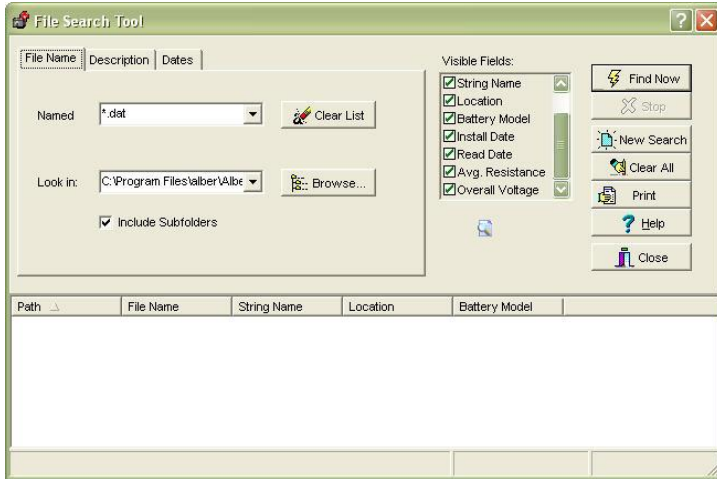 File Search Tool
File Name Description Dates
Named *.dat Clear List
Look in: C:\Program Files\alber\Albe Browse...
Include Subfolders
Visible Fields:
String Name
Location
Battery Model
Install Date
Read Date
Avg. Resistance
Overall Voltage
Find Now
Stop
New Search
Clear All
Print
Help
Close
Path File Name String Name Location Battery Model